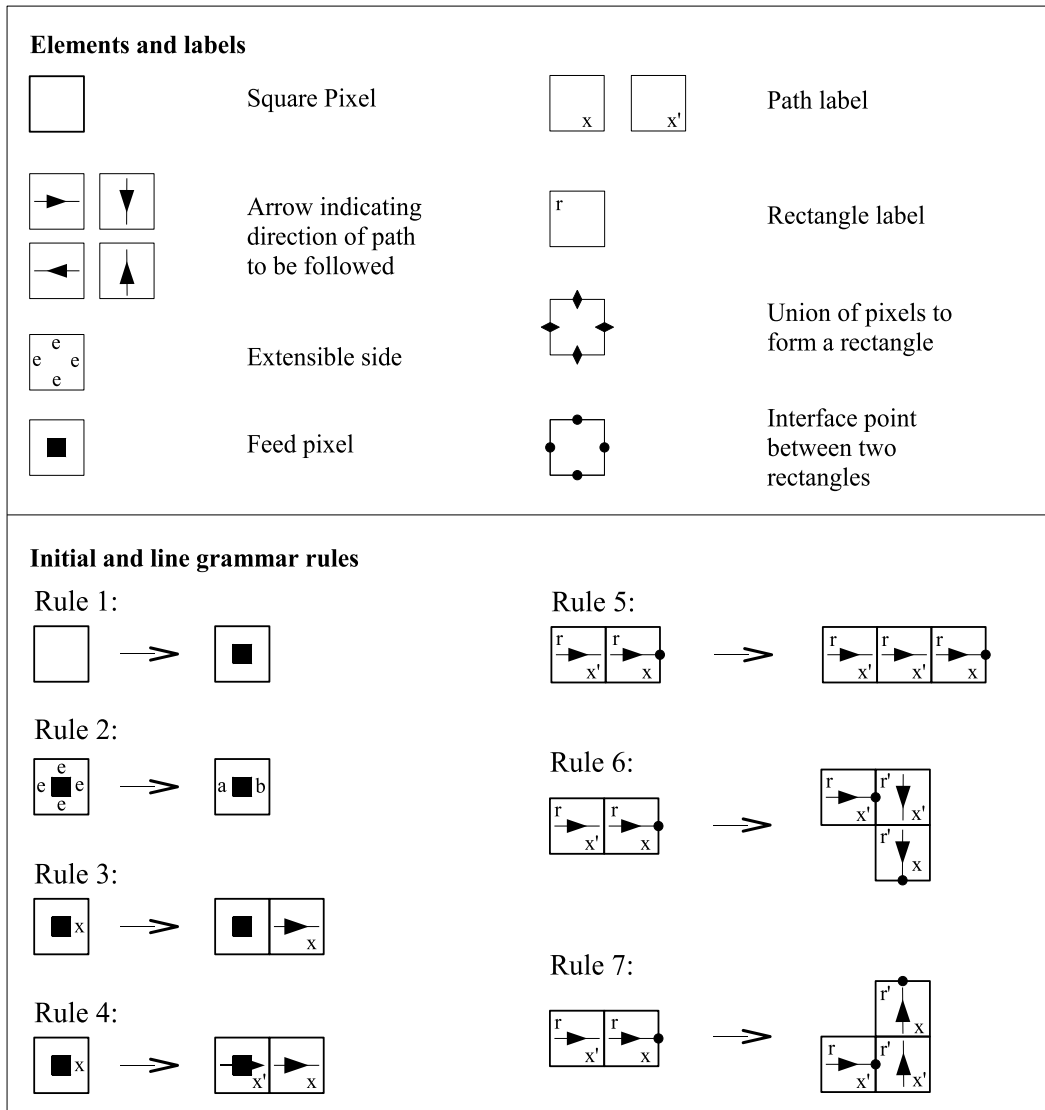 Elements and labels
Square Pixel
x x'
Path label
Arrow indicating
direction of path
to be followed
r
Rectangle label
e
e e
e
Extensible side
Union of pixels to
form a rectangle
Feed pixel
Interface point
between two
rectangles
Initial and line grammar rules
Rule 1:
Rule 2:
e
e e
e
a b
Rule 3:
x
x
Rule 4:
x
x' x
Rule 5:
r r
x' x
r r r
x' x' x
Rule 6:
r r
x' x
r r'
x' x'
r'
x
Rule 7:
r r
x' x
r'
x
r r'
x' x'